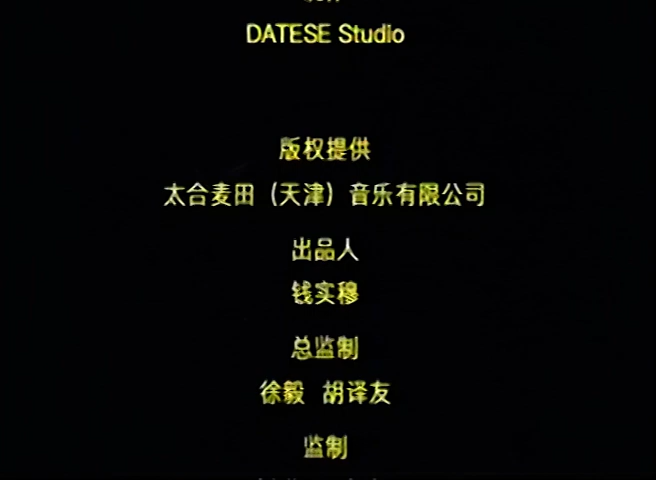 DATESE Studio
版权提供
太合麦田（天津）音乐有限公司
出品人
钱实穆
总监制
徐毅 胡译友
监制